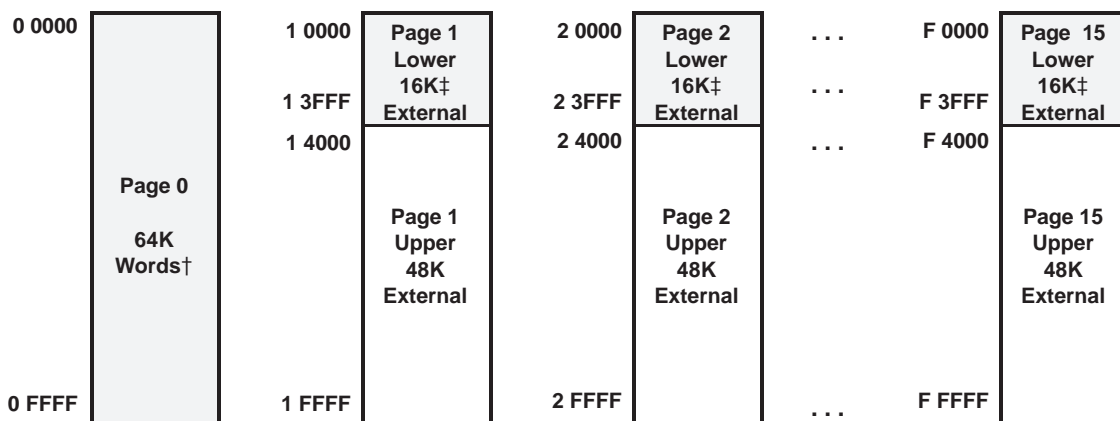 0 0000
Page 0
64K
Words†
0 FFFF
1 0000
1 3FFF
1 4000
1 FFFF
Page 1
Lower
16K‡
External
Page 1
Upper
48K
External
2 0000
2 3FFF
2 4000
2 FFFF
Page 2
Lower
16K‡
External
Page 2
Upper
48K
External
. . .
. . .
. . .
. . .
F 0000
F 3FFF
F 4000
F FFFF
Page 15
Lower
16K‡
External
Page 15
Upper
48K
External